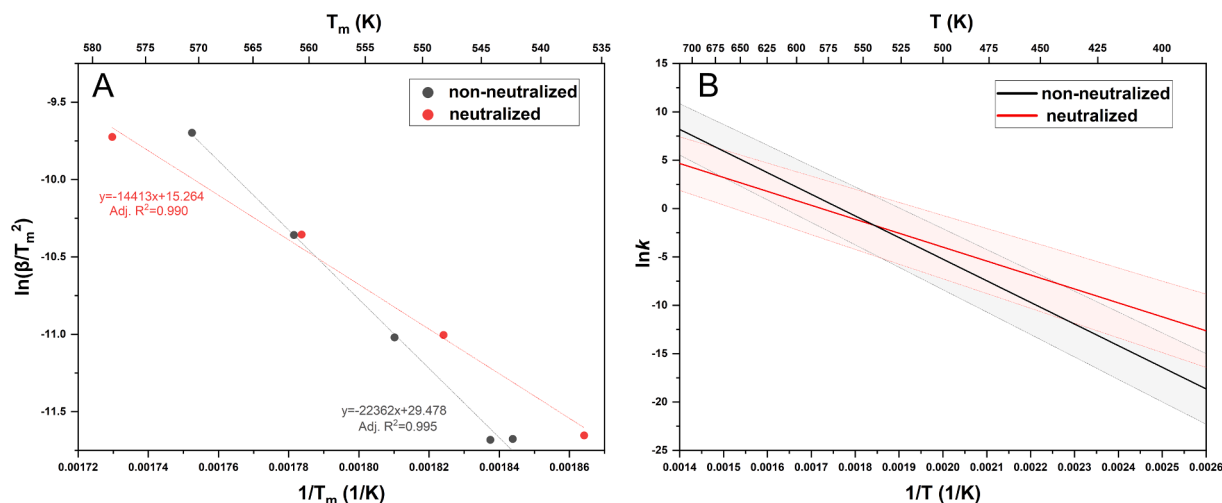 T_m (K)
580 575 570 565 560 555 550 545 540 535
A
non-neutralized
neutralized
-9.5
-10.0
-10.5
-11.0
-11.5
ln(β/T_m^2)
y=-14413x+15.264
Adj. R^2=0.990
y=-22362x+29.478
Adj. R^2=0.995
0.00172 0.00174 0.00176 0.00178 0.00180 0.00182 0.00184 0.00186
1/T_m (1/K)
T (K)
700 675 650 625 600 575 550 525 500 475 450 425 400
B
non-neutralized
neutralized
15
10
5
0
-5
-10
-15
-20
-25
lnk
0.0014 0.0015 0.0016 0.0017 0.0018 0.0019 0.0020 0.0021 0.0022 0.0023 0.0024 0.0025 0.0026
1/T (1/K)